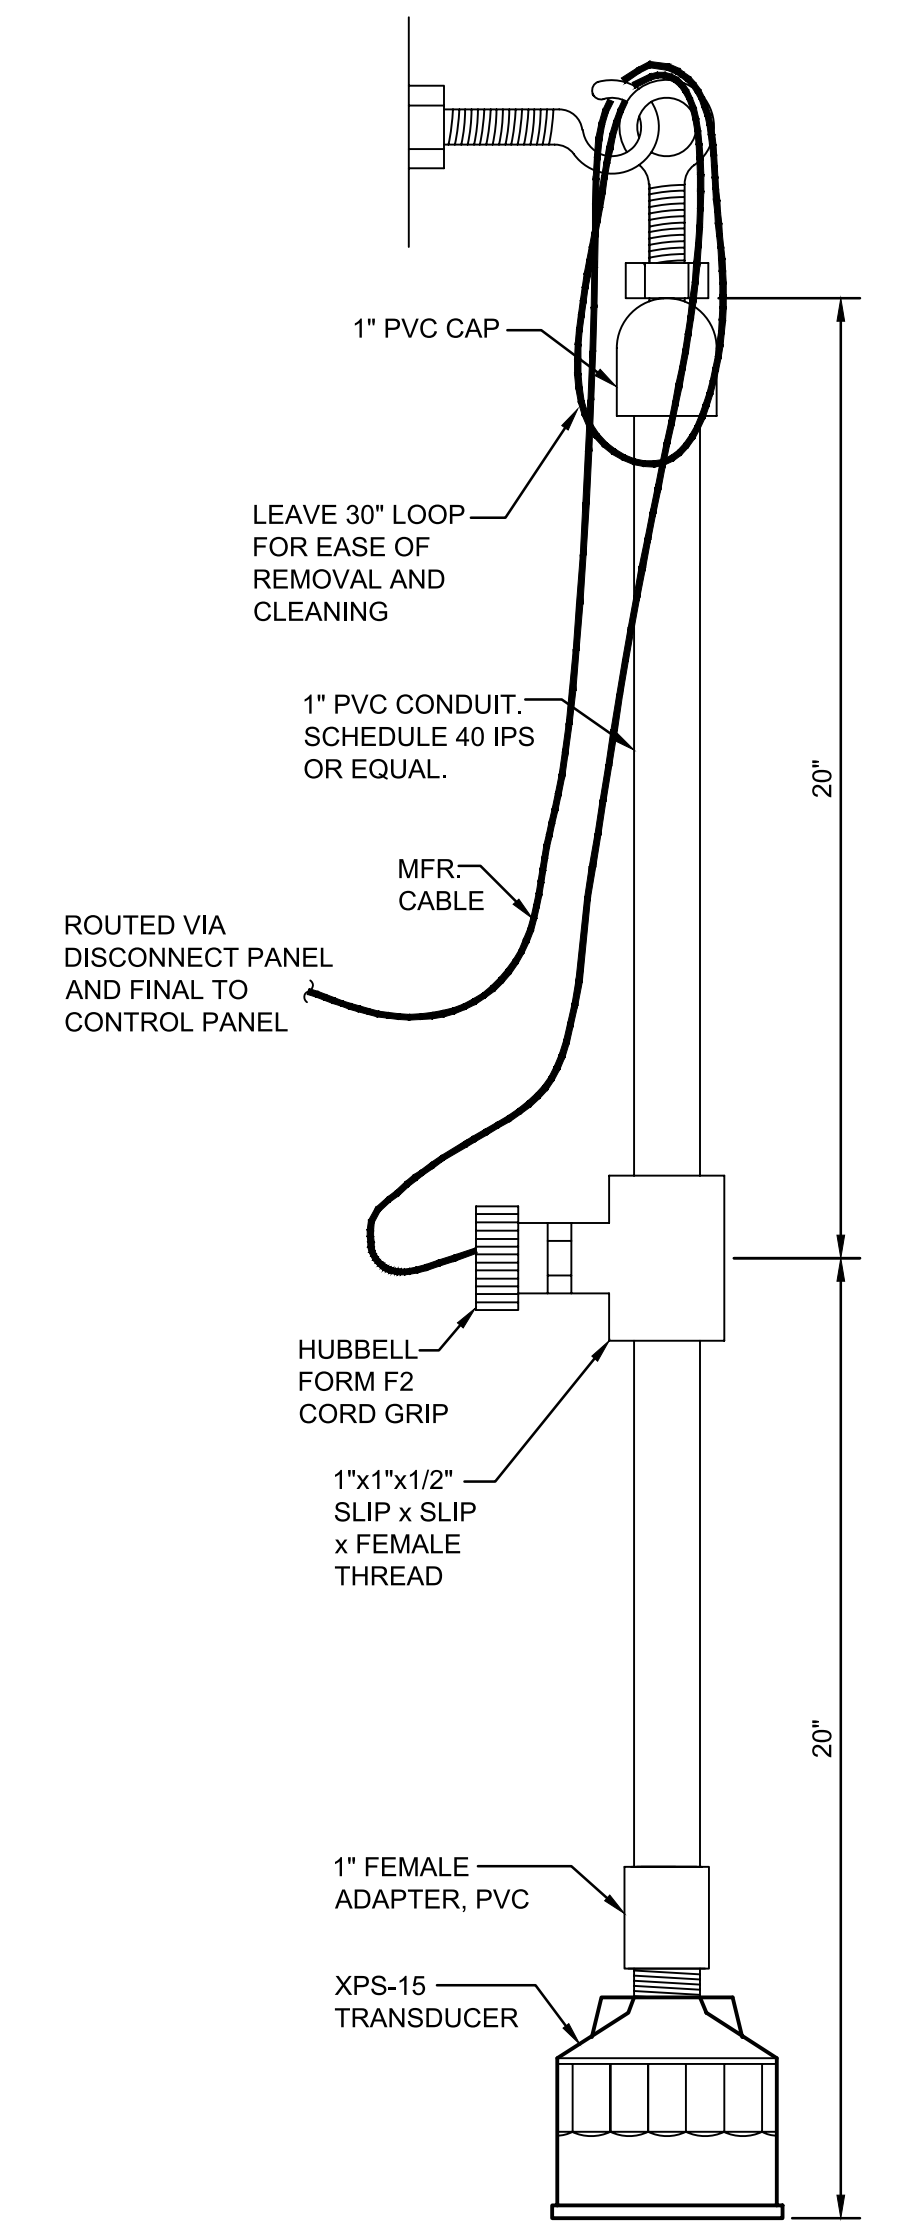 1" PVC CAP
LEAVE 30" LOOP
FOR EASE OF
REMOVAL AND
CLEANING
1" PVC CONDUIT.
SCHEDULE 40 IPS
OR EQUAL.
20"
MFR.
CABLE
ROUTED VIA
DISCONNECT PANEL
AND FINAL TO
CONTROL PANEL
HUBBELL
FORM F2
CORD GRIP
1"x1"x1/2"
SLIP x SLIP
x FEMALE
THREAD
20"
1" FEMALE
ADAPTER, PVC
XPS-15
TRANSDUCER